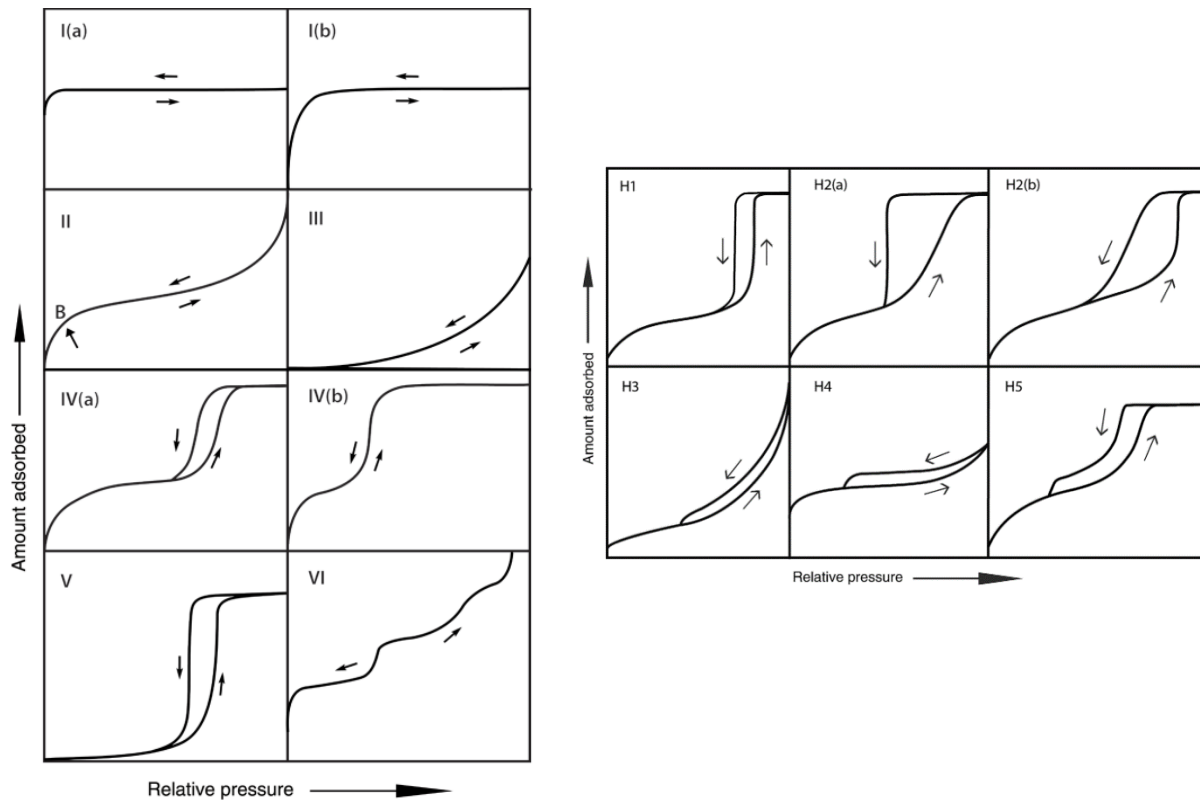 I(a)
I(b)
II
III
B
IV(a)
IV(b)
V
VI
Amount adsorbed
Relative pressure
H1
H2(a)
H2(b)
H3
H4
H5
Amount adsorbed
Relative pressure